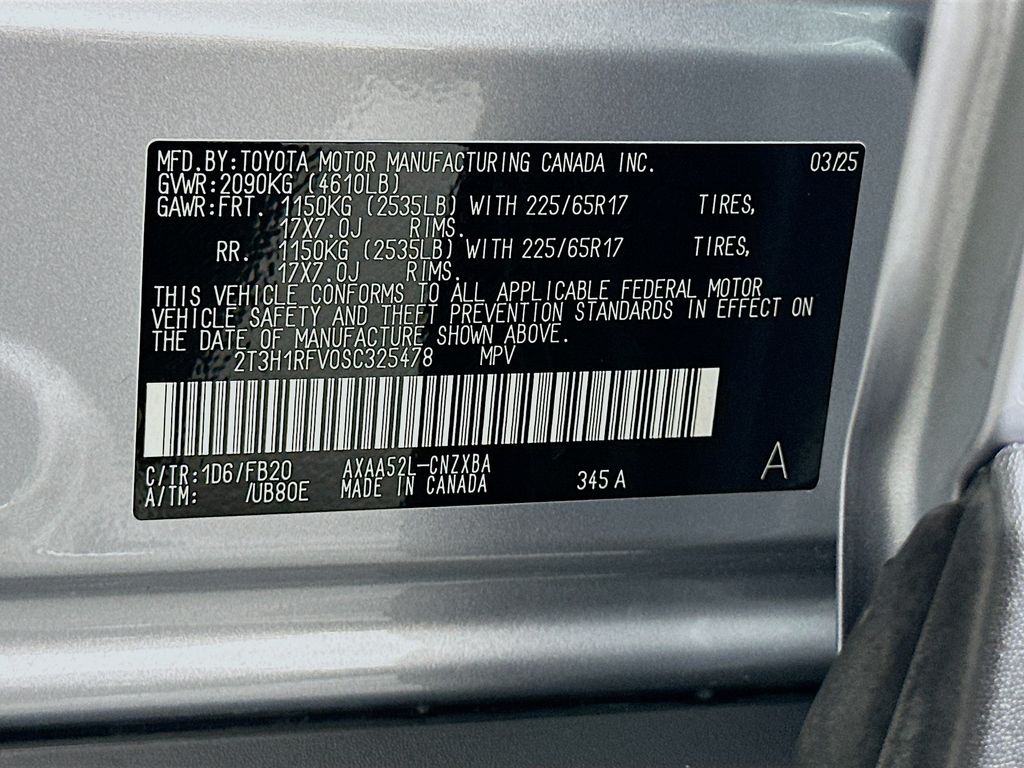 MFD.BY:TOYOTA MOTOR MANUFACTURING CANADA INC. 03/25
GVWR:2090KG (4610LB)
GAWR:FRT. 1150KG (2535LB) WITH 225/65R17 TIRES,
17X7.0J RIMS.
RR. 1150KG (2535LB) WITH 225/65R17 TIRES,
17X7.0J RIMS.
THIS VEHICLE CONFORMS TO ALL APPLICABLE FEDERAL MOTOR
VEHICLE SAFETY AND THEFT PREVENTION STANDARDS IN EFFECT ON
THE DATE OF MANUFACTURE SHOWN ABOVE.
2T3H1RFV0SC325478 MPV
C/TR:1D6/FB20 AXAA52L-CNZXBA 345 A A
A/TM: /UB80E MADE IN CANADA